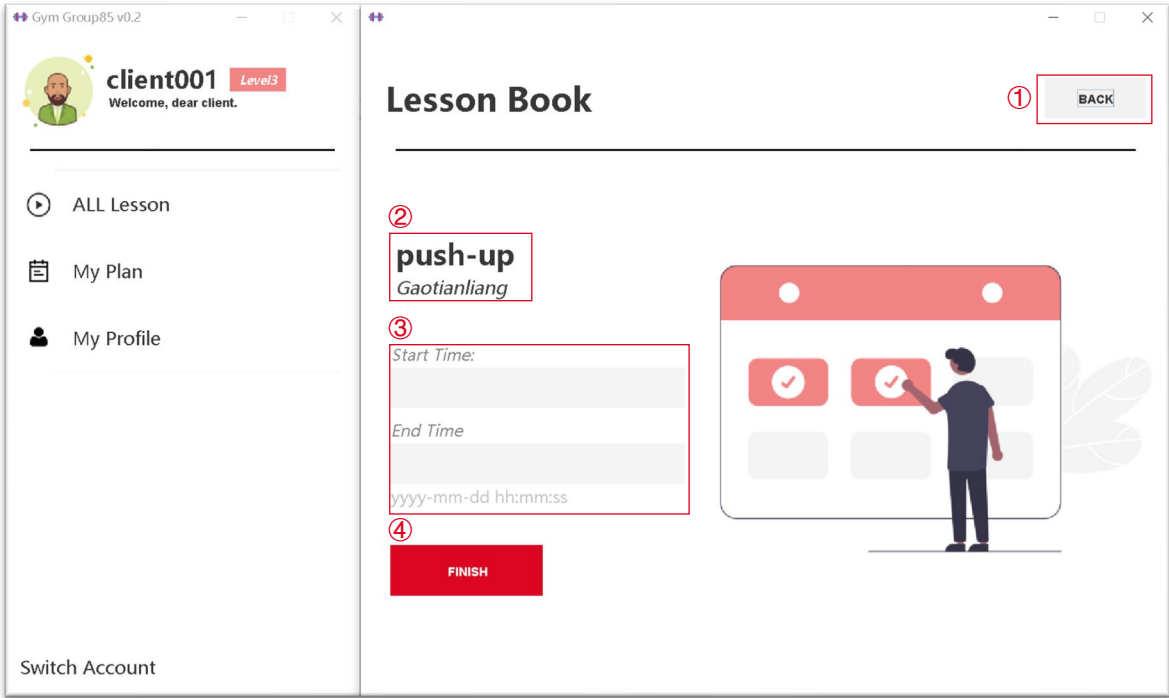 Gym Group85 v0.2
client001 Level3
Welcome, dear client.
ALL Lesson
My Plan
My Profile
Switch Account
Lesson Book
① BACK
②
push-up
Gaotianliang
③
Start Time:
End Time
yyyy-mm-dd hh:mm:ss
④
FINISH